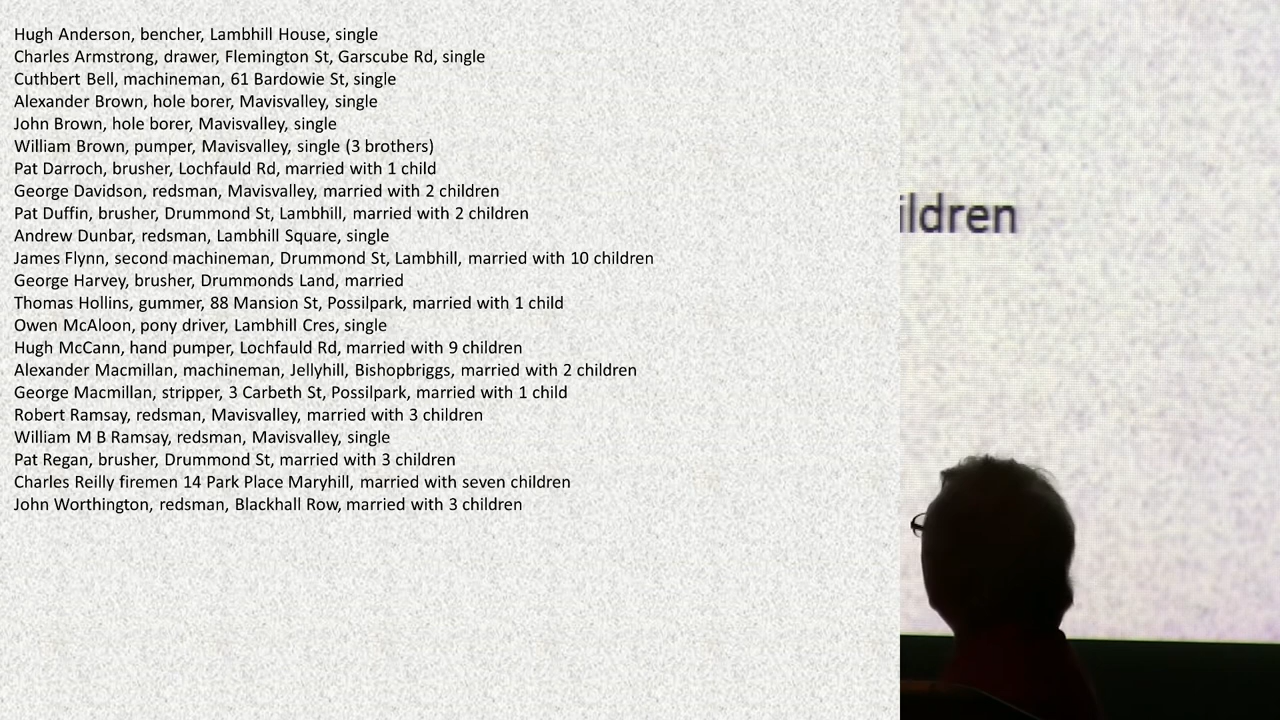 Hugh Anderson, bencher, Lambhill House, single
Charles Armstrong, drawer, Flemington St, Garscube Rd, single
Cuthbert Bell, machineman, 61 Bardowie St, single
Alexander Brown, hole borer, Mavisvalley, single
John Brown, hole borer, Mavisvalley, single
William Brown, pumper, Mavisvalley, single (3 brothers)
Pat Darroch, brusher, Lochfauld Rd, married with 1 child
George Davidson, redsman, Mavisvalley, married with 2 children
Pat Duffin, brusher, Drummond St, Lambhill, married with 2 children
Andrew Dunbar, redsman, Lambhill Square, single
James Flynn, second machineman, Drummond St, Lambhill, married with 10 children
George Harvey, brusher, Drummonds Land, married
Thomas Hollins, gummer, 88 Mansion St, Possilpark, married with 1 child
Owen McAloon, pony driver, Lambhill Cres, single
Hugh McCann, hand pumper, Lochfauld Rd, married with 9 children
Alexander Macmillan, machineman, Jellyhill, Bishopbriggs, married with 2 children
George Macmillan, stripper, 3 Carbeth St, Possilpark, married with 1 child
Robert Ramsay, redsman, Mavisvalley, married with 3 children
William M B Ramsay, redsman, Mavisvalley, single
Pat Regan, brusher, Drummond St, married with 3 children
Charles Reilly firemen 14 Park Place Maryhill, married with seven children
John Worthington, redsman, Blackhall Row, married with 3 children
ildren